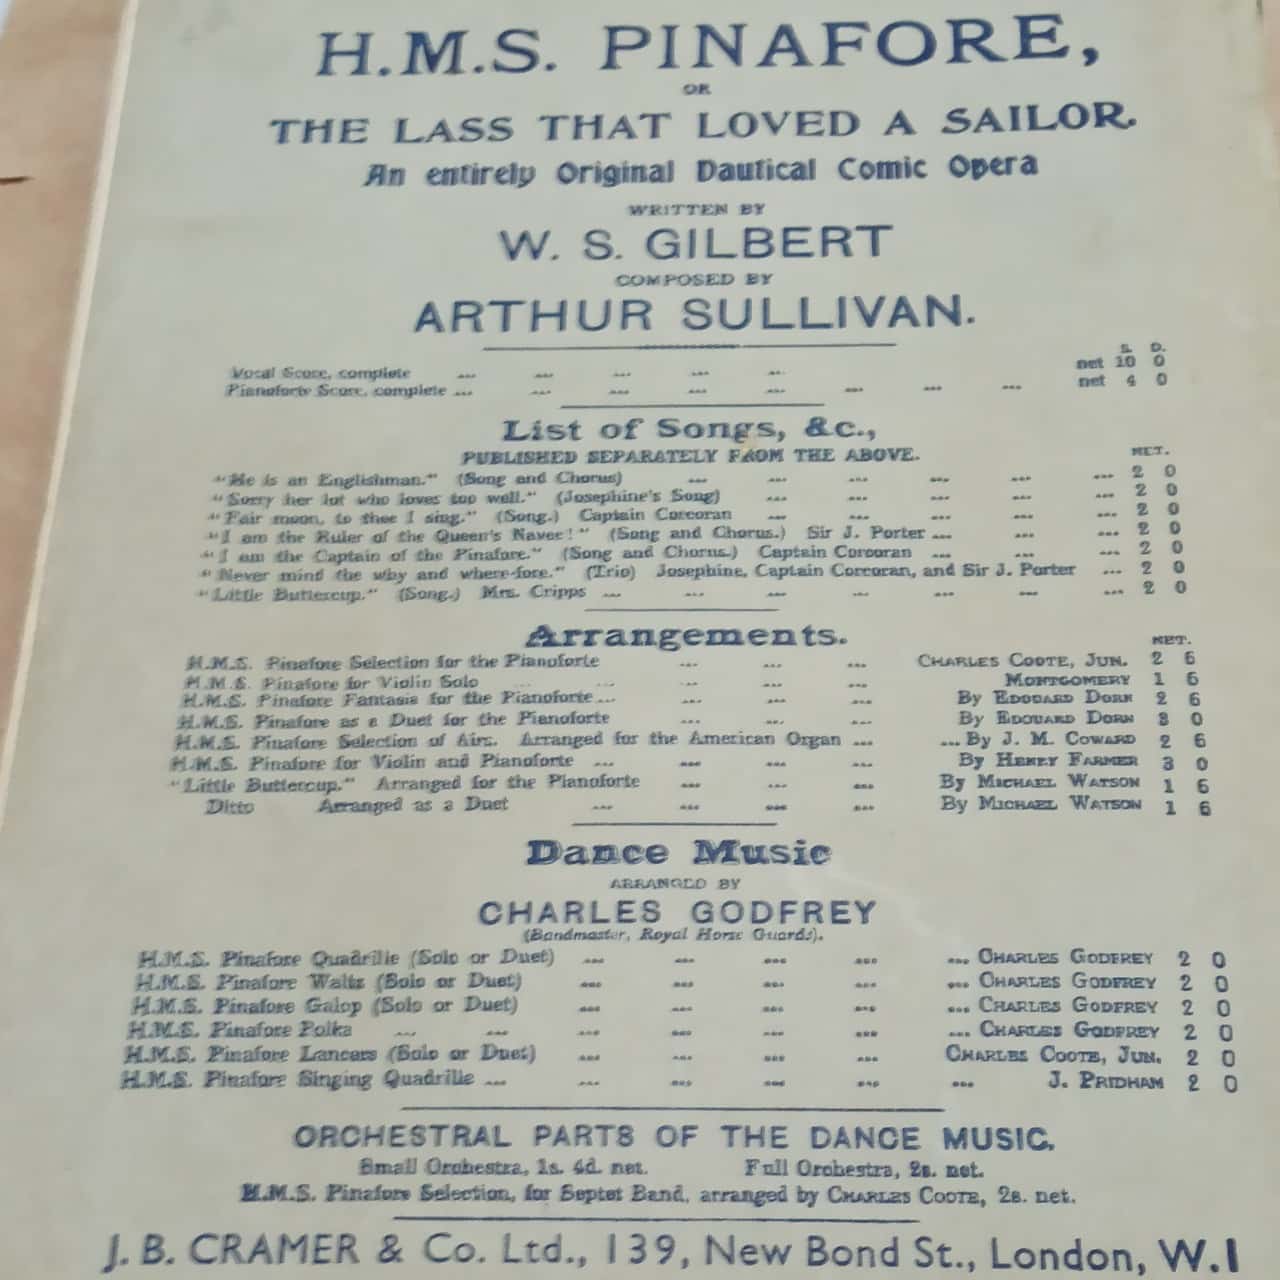 H.M.S. PINAFORE,
OR
THE LASS THAT LOVED A SAILOR.
An entirely Original Nautical Comic Opera
WRITTEN BY
W. S. GILBERT
COMPOSED BY
ARTHUR SULLIVAN.
S. D.
Vocal Score, complete ... ... ... ... ... net 10 0
Pianoforte Score, complete ... ... ... ... ... ... ... ... net 4 0
List of Songs, &c.,
PUBLISHED SEPARATELY FROM THE ABOVE.
NET.
"He is an Englishman." (Song and Chorus) ... ... ... ... ... ... 2 0
"Sorry her lot who loves too well." (Josephine's Song) ... ... ... ... ... 2 0
"Fair moon, to thee I sing." (Song.) Captain Corcoran ... ... ... ... ... 2 0
"I am the Ruler of the Queen's Navee!" (Song and Chorus.) Sir J. Porter ... ... ... 2 0
"I am the Captain of the Pinafore." (Song and Chorus.) Captain Corcoran ... ... ... 2 0
"Never mind the why and where-fore." (Trio) Josephine, Captain Corcoran, and Sir J. Porter ... 2 0
"Little Buttercup." (Song.) Mrs. Cripps ... ... ... ... ... ... ... 2 0
Arrangements.
NET.
H.M.S. Pinafore Selection for the Pianoforte ... ... ... CHARLES COOTE, JUN. 2 6
H.M.S. Pinafore for Violin Solo ... ... ... ... MONTGOMERY 1 6
H.M.S. Pinafore Fantasia for the Pianoforte ... ... ... ... By EDOUARD DORN 2 6
H.M.S. Pinafore as a Duet for the Pianoforte ... ... ... By EDOUARD DORN 3 0
H.M.S. Pinafore Selection of Airs. Arranged for the American Organ ... ... By J. M. COWARD 2 6
H.M.S. Pinafore for Violin and Pianoforte ... ... ... ... By HENRY FARMER 3 0
"Little Buttercup." Arranged for the Pianoforte ... ... ... By MICHAEL WATSON 1 6
Ditto Arranged as a Duet ... ... ... ... By MICHAEL WATSON 1 6
Dance Music
ARRANGED BY
CHARLES GODFREY
(Bandmaster, Royal Horse Guards).
H.M.S. Pinafore Quadrille (Solo or Duet) ... ... ... ... ... CHARLES GODFREY 2 0
H.M.S. Pinafore Waltz (Solo or Duet) ... ... ... ... ... CHARLES GODFREY 2 0
H.M.S. Pinafore Galop (Solo or Duet) ... ... ... ... ... CHARLES GODFREY 2 0
H.M.S. Pinafore Polka ... ... ... ... ... ... ... CHARLES GODFREY 2 0
H.M.S. Pinafore Lancers (Solo or Duet) ... ... ... ... CHARLES COOTE, JUN. 2 0
H.M.S. Pinafore Singing Quadrille ... ... ... ... ... ... J. PRIDHAM 2 0
ORCHESTRAL PARTS OF THE DANCE MUSIC.
Small Orchestra, 1s. 4d. net. Full Orchestra, 2s. net.
H.M.S. Pinafore Selection, for Septet Band, arranged by CHARLES COOTE, 2s. net.
J. B. CRAMER & Co. Ltd., 139, New Bond St., London, W.1